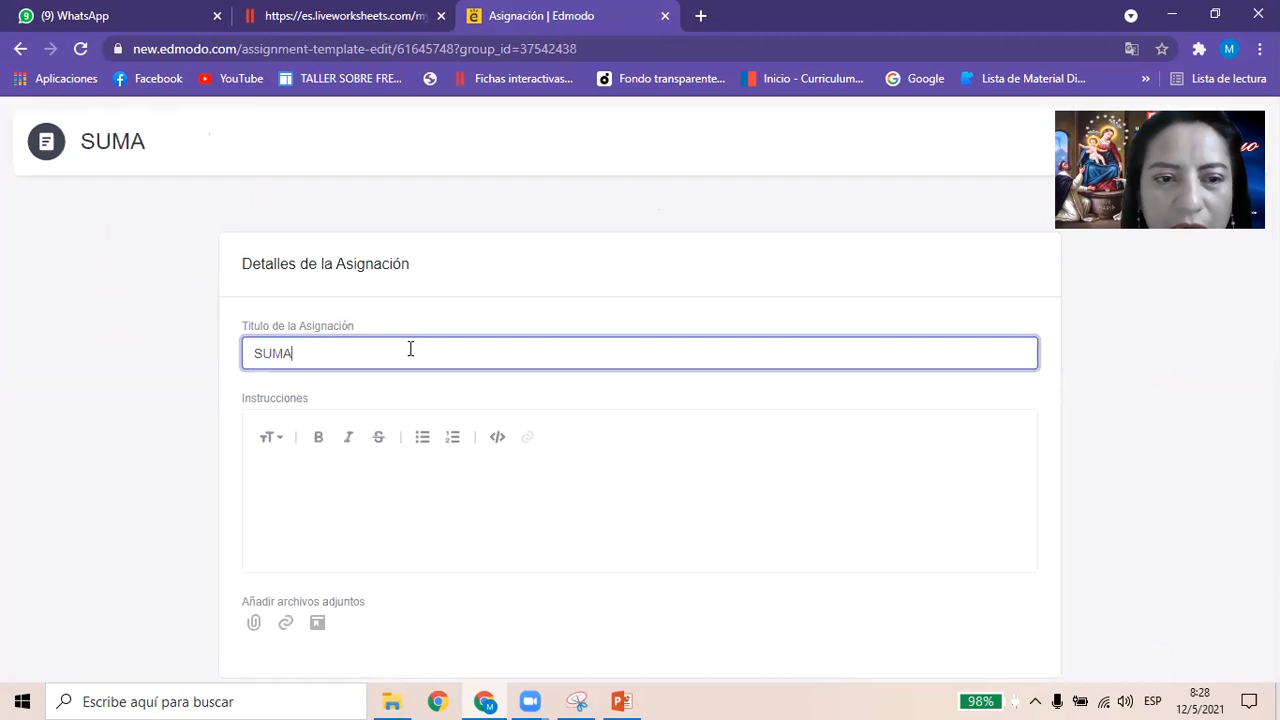 (9) WhatsApp
https://es.liveworksheets.com/my
Asignación | Edmodo
new.edmodo.com/assignment-template-edit/61645748?group_id=37542438
M
Aplicaciones
Facebook
YouTube
TALLER SOBRE FRE...
Fichas interactivas...
Fondo transparente...
Inicio - Curriculum...
Google
Lista de Material Di...
»
Lista de lectura
SUMA
Detalles de la Asignación
Titulo de la Asignación
SUMA
Instrucciones
TT
B
I
S
</>
Añadir archivos adjuntos
Escribe aquí para buscar
98%
ESP
8:28
12/5/2021